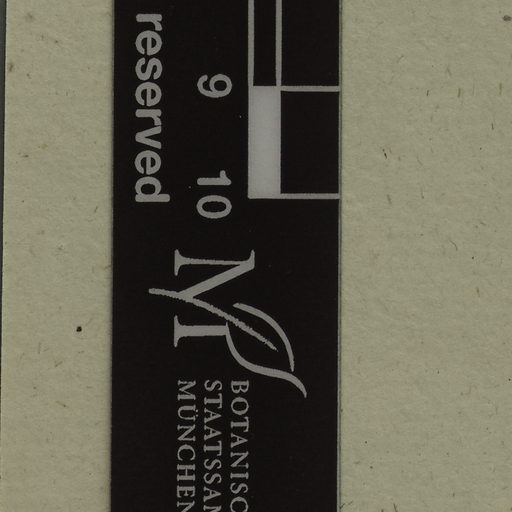 9 10
reserved
BOTANISC
STAATSSAM
MÜNCHEN